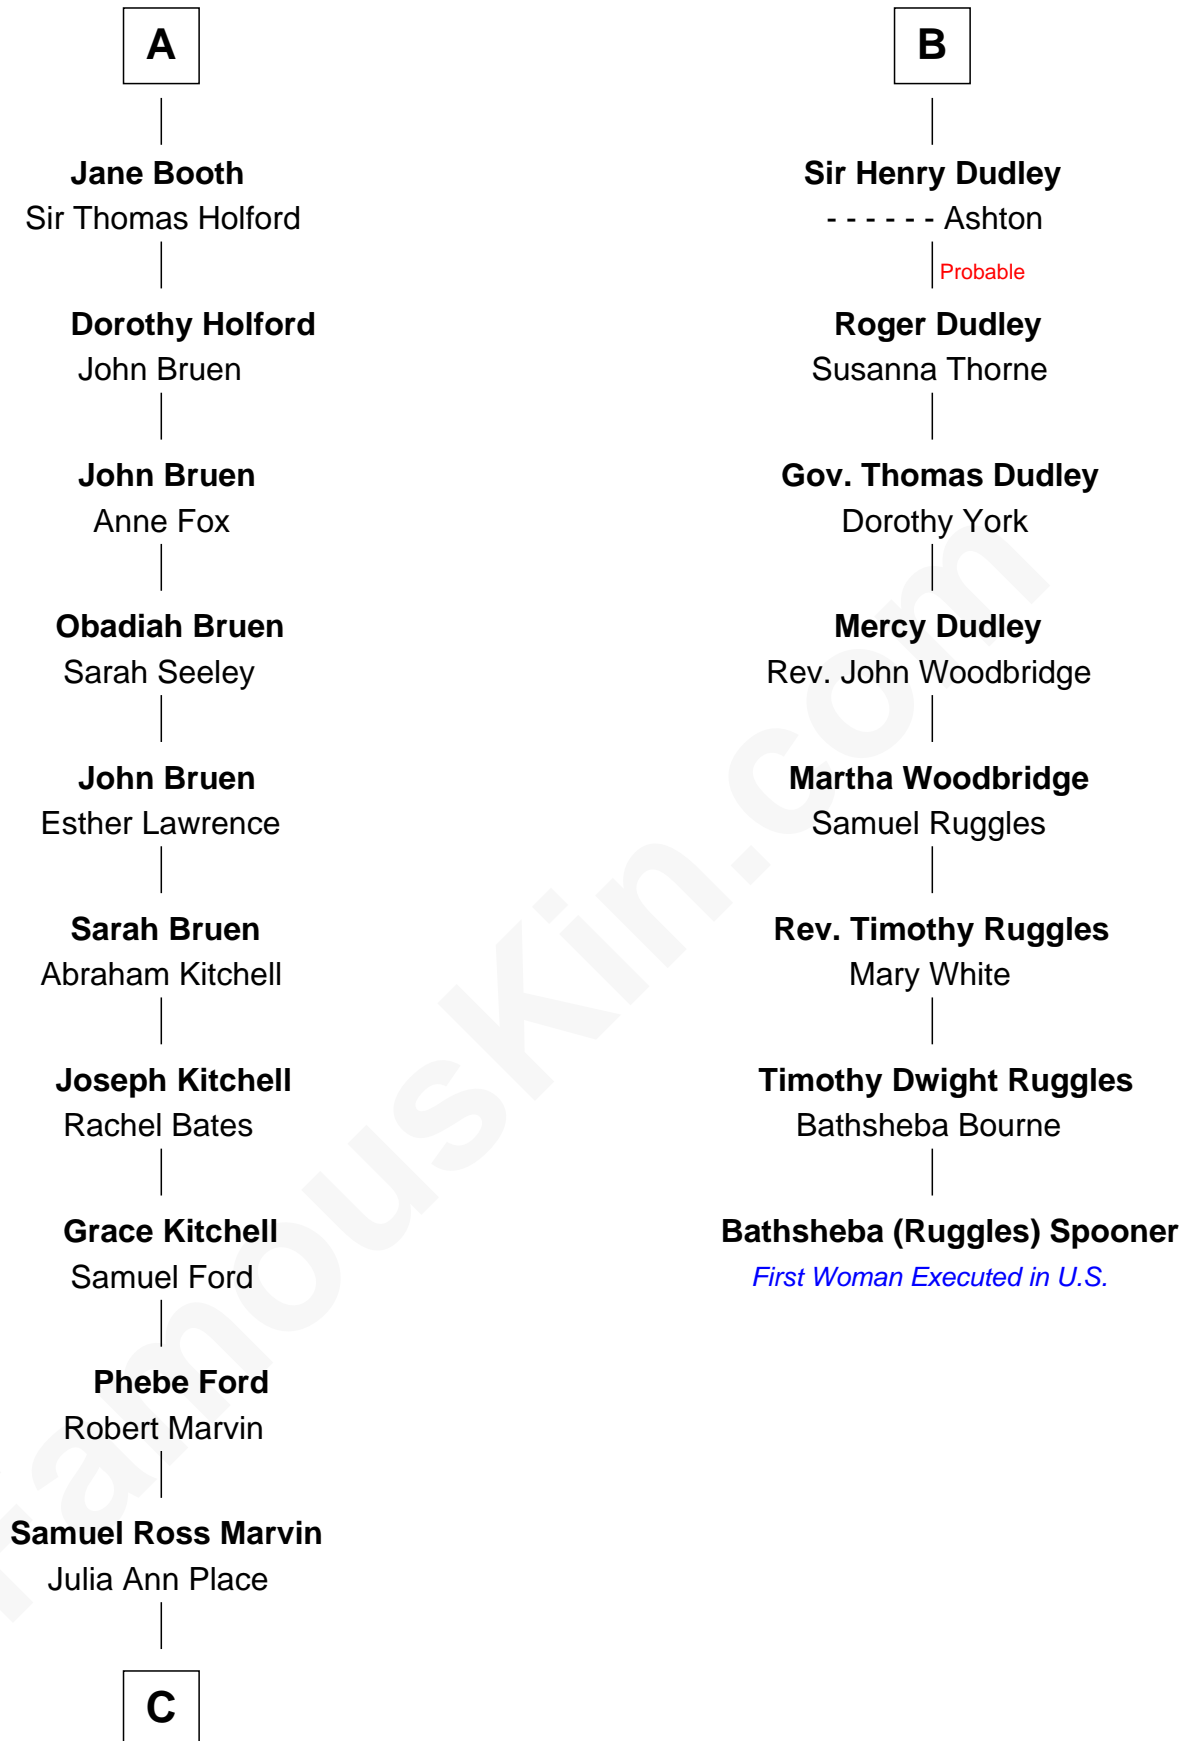 A
Jane Booth
Sir Thomas Holford
Dorothy Holford
John Bruen
John Bruen
Anne Fox
Obadiah Bruen
Sarah Seeley
John Bruen
Esther Lawrence
Sarah Bruen
Abraham Kitchell
Joseph Kitchell
Rachel Bates
Grace Kitchell
Samuel Ford
Phebe Ford
Robert Marvin
Samuel Ross Marvin
Julia Ann Place
C
B
Sir Henry Dudley
- - - - - - Ashton
Probable
Roger Dudley
Susanna Thorne
Gov. Thomas Dudley
Dorothy York
Mercy Dudley
Rev. John Woodbridge
Martha Woodbridge
Samuel Ruggles
Rev. Timothy Ruggles
Mary White
Timothy Dwight Ruggles
Bathsheba Bourne
Bathsheba (Ruggles) Spooner
First Woman Executed in U.S.
FamousKin.com